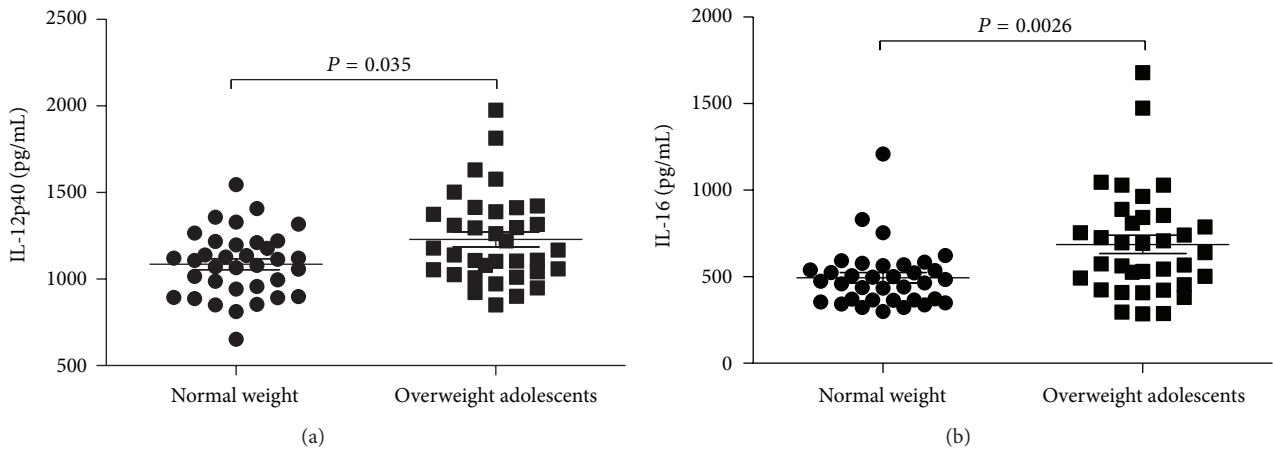 2500
2000
1500
1000
500
IL-12p40 (pg/mL)
P = 0.035
Normal weight
Overweight adolescents
(a)
2000
1500
1000
500
0
IL-16 (pg/mL)
P = 0.0026
Normal weight
Overweight adolescents
(b)